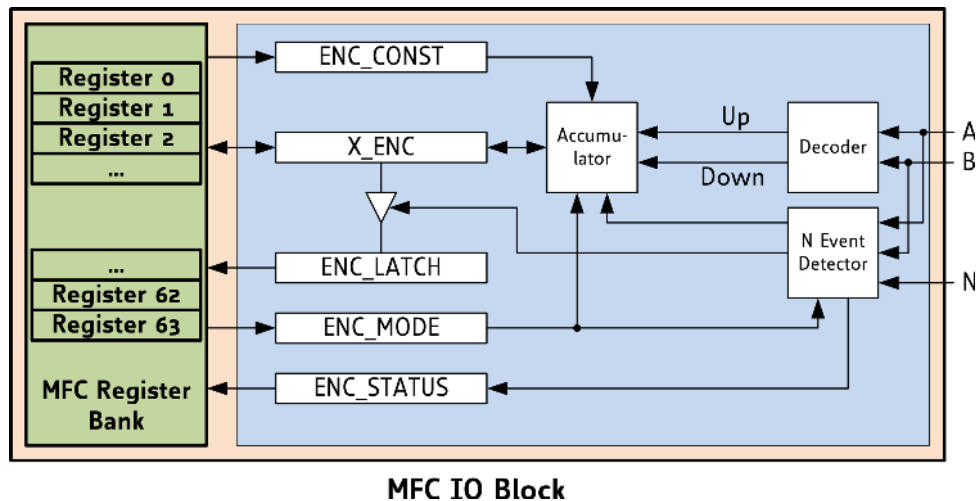 Register 0
Register 1
Register 2
...
...
Register 62
Register 63
MFC Register
Bank
ENC_CONST
X_ENC
ENC_LATCH
ENC_MODE
ENC_STATUS
Accumu-
lator
Up
Down
Decoder
N Event
Detector
A
B
N
MFC IO Block